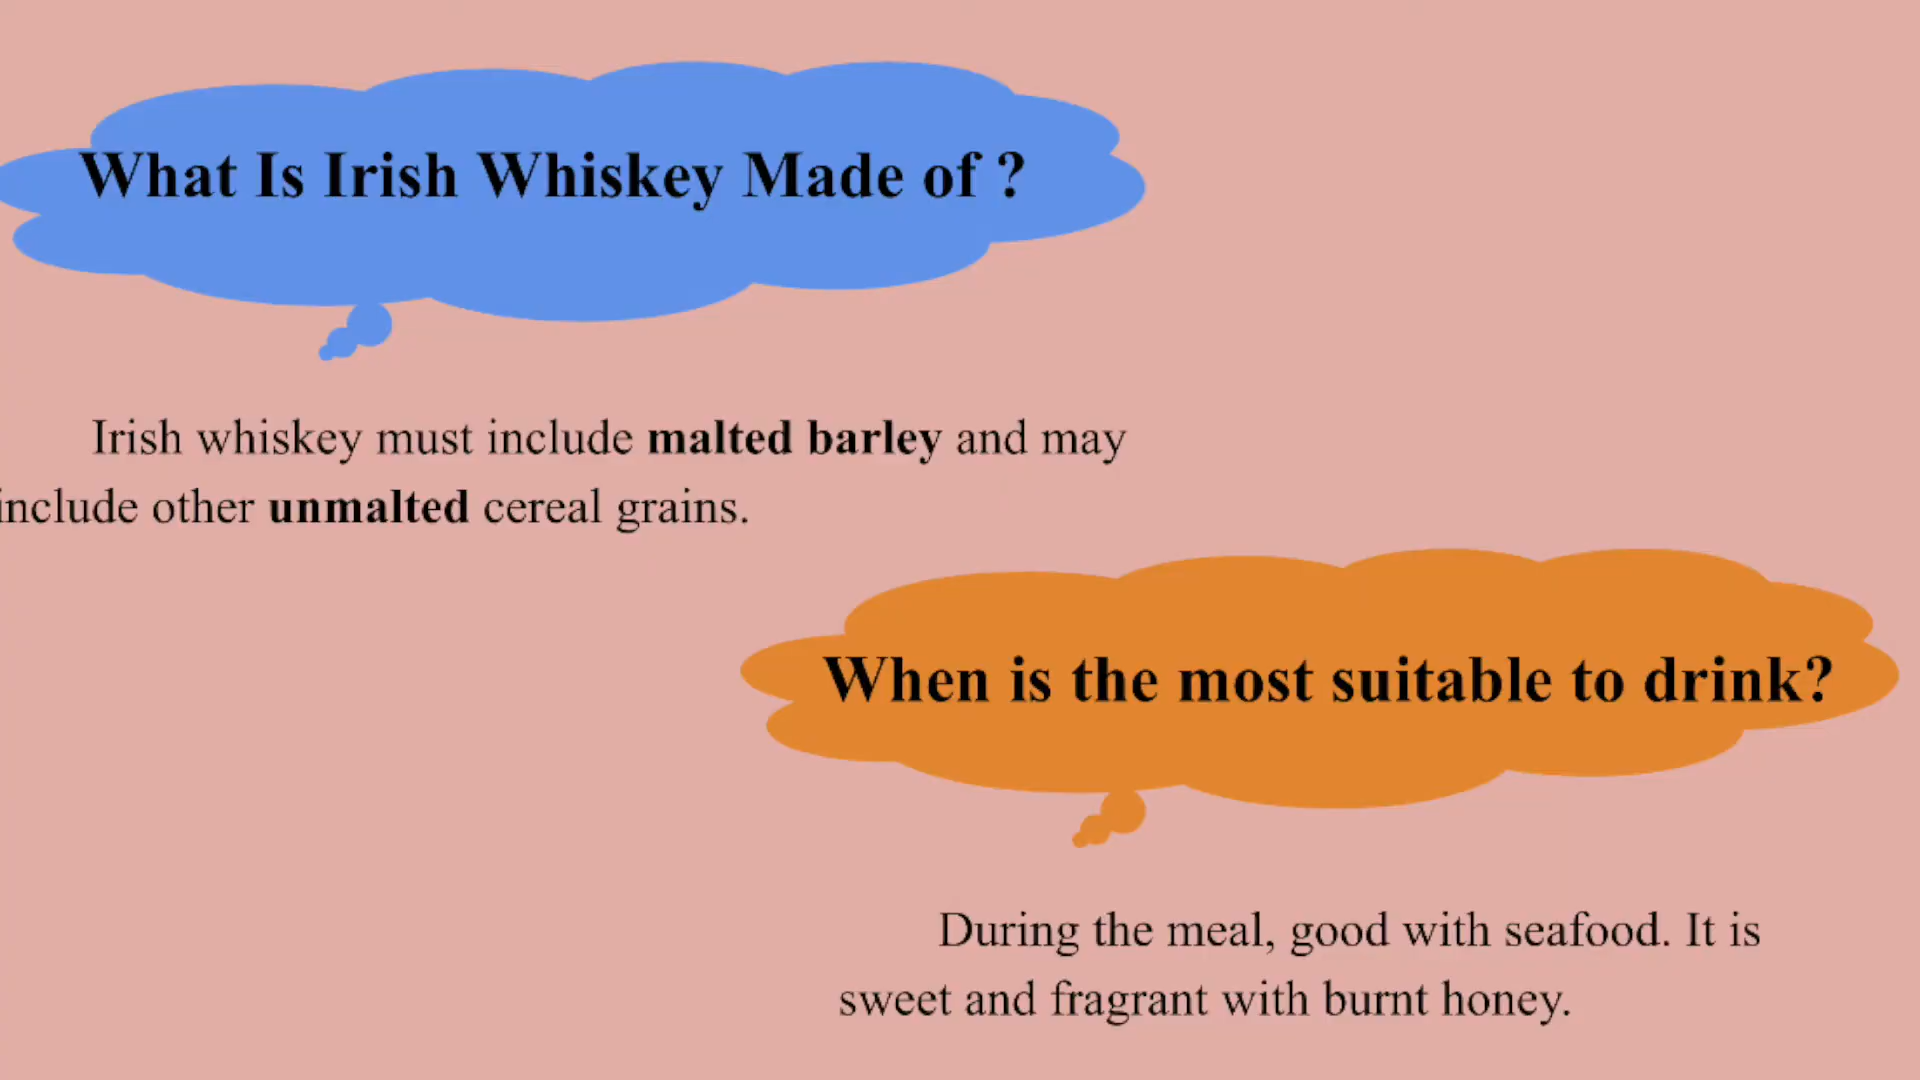 What Is Irish Whiskey Made of ?
Irish whiskey must include malted barley and may
include other unmalted cereal grains.
When is the most suitable to drink?
During the meal, good with seafood. It is
sweet and fragrant with burnt honey.